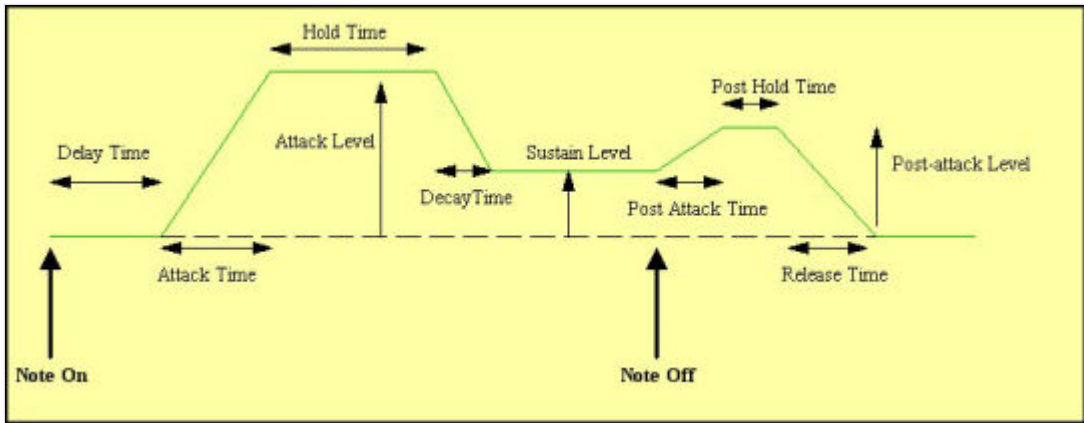 Hold Time
Post Hold Time
Attack Level
Delay Time
Sustain Level
Post-attack Level
DecayTime
Post Attack Time
Attack Time
Release Time
Note On
Note Off